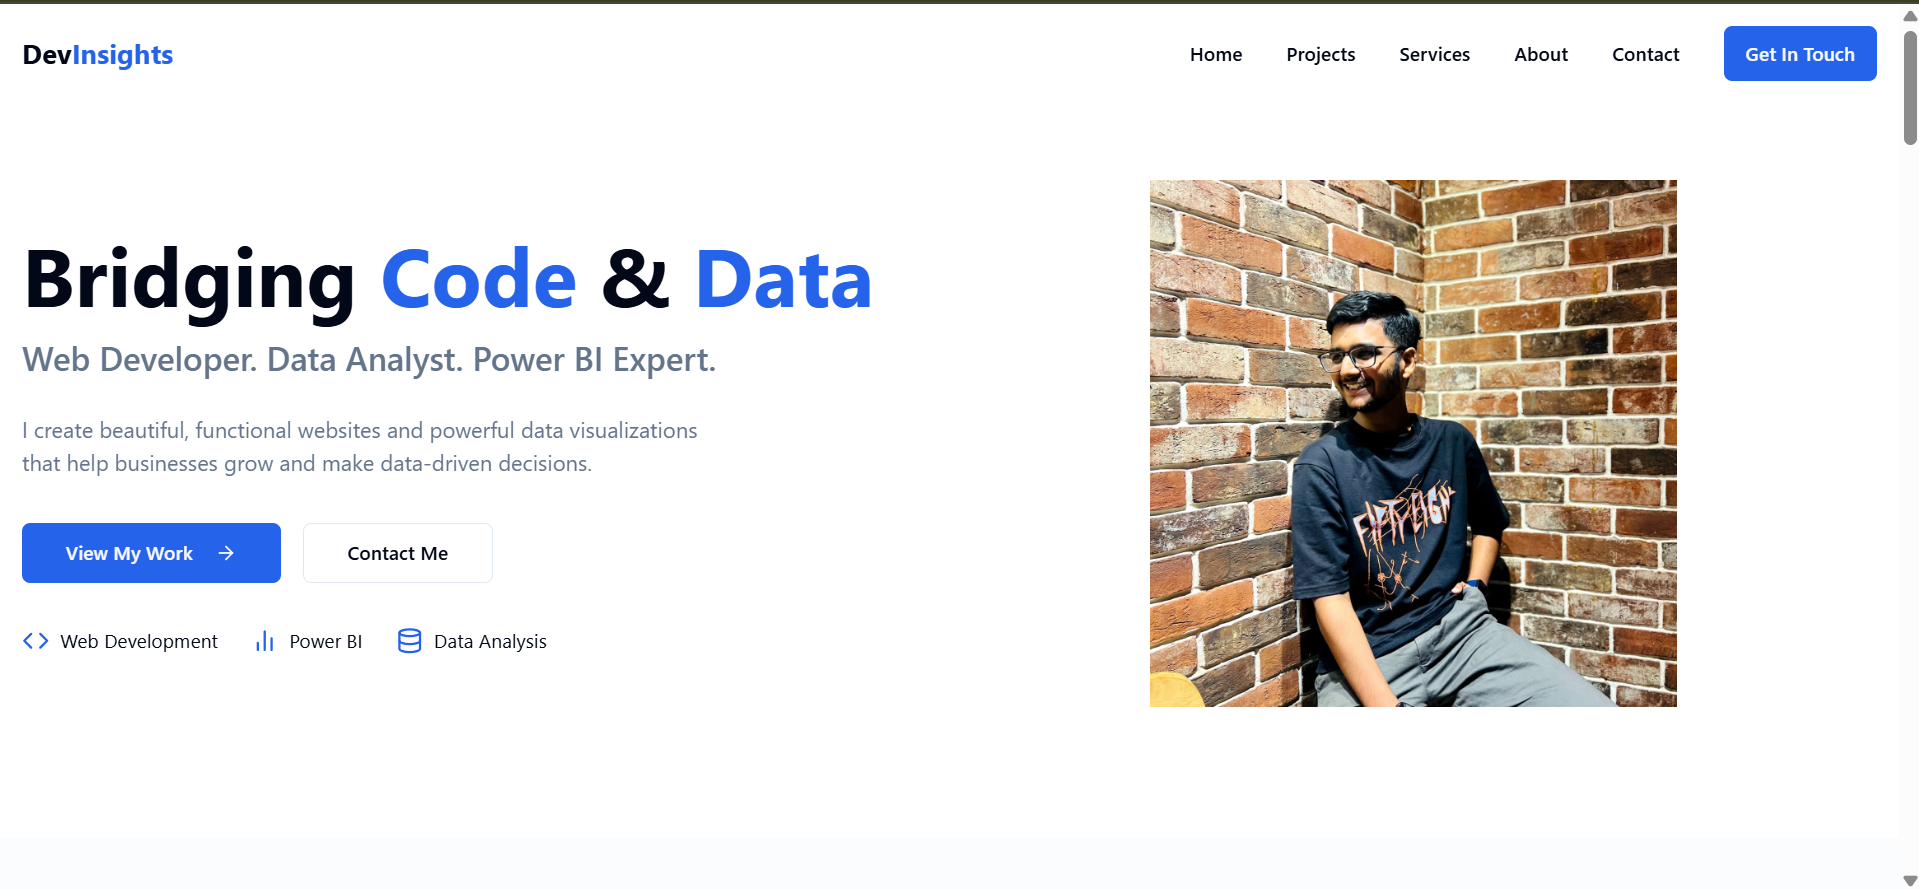 DevInsights
Home Projects Services About Contact Get In Touch
Bridging Code & Data
Web Developer. Data Analyst. Power BI Expert.
I create beautiful, functional websites and powerful data visualizations
that help businesses grow and make data-driven decisions.
View My Work Contact Me
Web Development Power BI Data Analysis